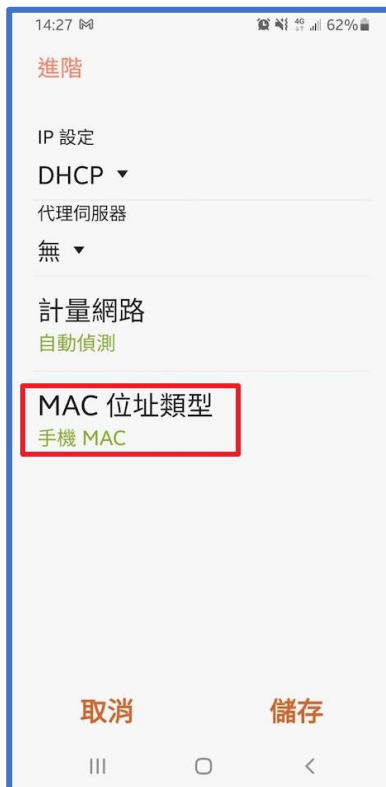 14:27 4G 62%
進階
IP 設定
DHCP
代理伺服器
無
計量網路
自動偵測
MAC 位址類型
手機 MAC
取消 儲存